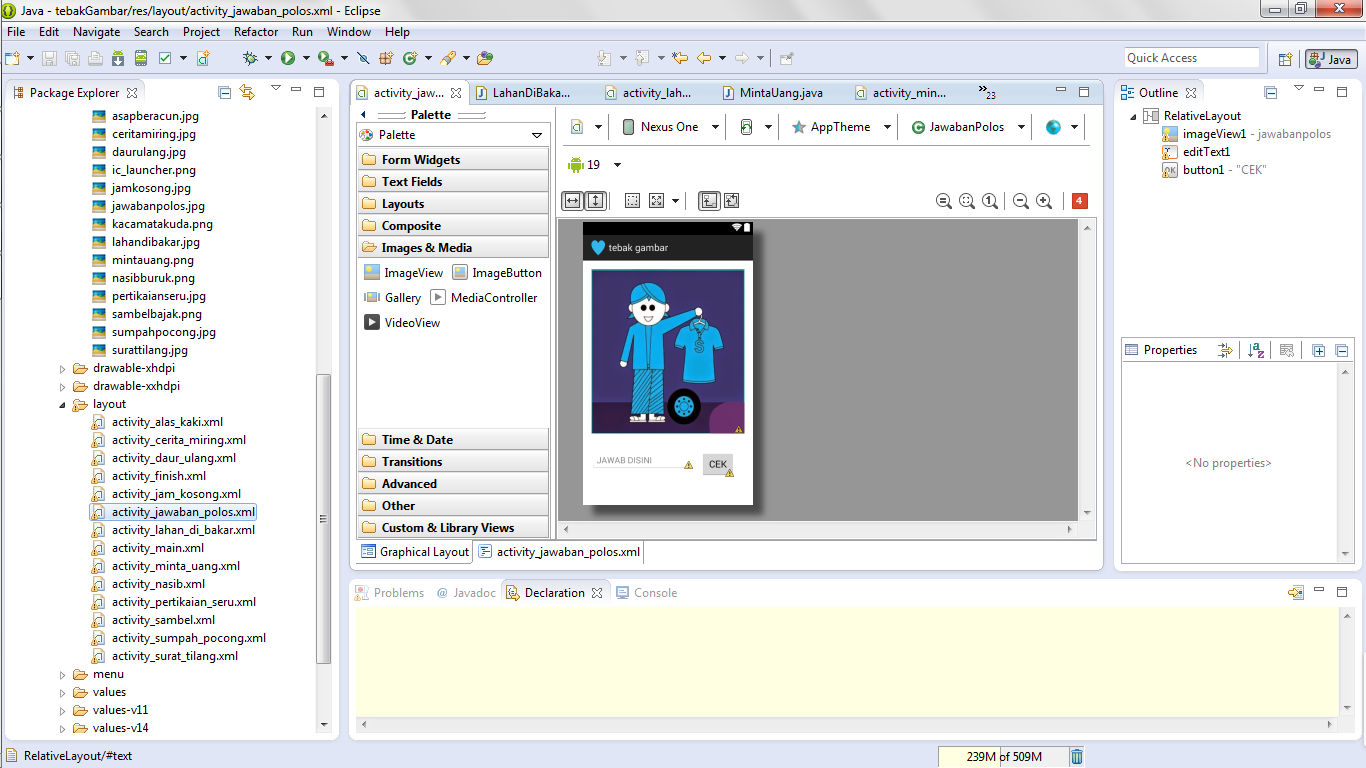 Java - tebakGambar/res/layout/activity_jawaban_polos.xml - Eclipse
File Edit Navigate Search Project Refactor Run Window Help
Quick Access
Java
Package Explorer
asapberacun.jpg
ceritamiring.jpg
daurulang.jpg
ic_launcher.png
jamkosong.jpg
jawabanpolos.jpg
kacamatakuda.png
lahandibakar.jpg
mintauang.png
nasibburuk.png
pertikaianseru.jpg
sambelbajak.png
sumpahpocong.jpg
surattilang.jpg
drawable-xhdpi
drawable-xxhdpi
layout
activity_alas_kaki.xml
activity_cerita_miring.xml
activity_daur_ulang.xml
activity_finish.xml
activity_jam_kosong.xml
activity_jawaban_polos.xml
activity_lahan_di_bakar.xml
activity_main.xml
activity_minta_uang.xml
activity_nasib.xml
activity_pertikaian_seru.xml
activity_sambel.xml
activity_sumpah_pocong.xml
activity_surat_tilang.xml
menu
values
values-v11
values-v14
activity_jaw... LahanDiBaka... activity_lah... MintaUang.java activity_min... »23
Palette
Palette
Form Widgets
Text Fields
Layouts
Composite
Images & Media
ImageView ImageButton
Gallery MediaController
VideoView
Time & Date
Transitions
Advanced
Other
Custom & Library Views
Nexus One AppTheme JawabanPolos
19
4
tebak gambar
S
JAWAB DISINI CEK
Graphical Layout activity_jawaban_polos.xml
Outline
RelativeLayout
imageView1 - jawabanpolos
editText1
OK button1 - "CEK"
Properties
<No properties>
Problems @ Javadoc Declaration Console
RelativeLayout/#text
239M of 509M